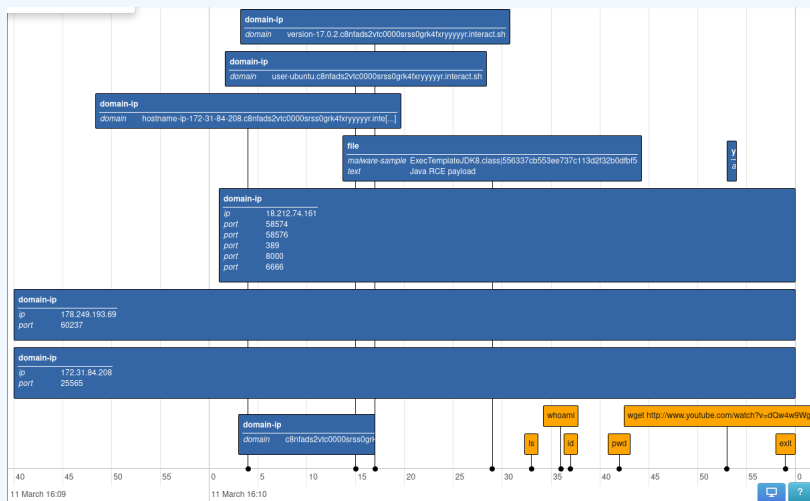 domain-ip
domain version-17.0.2.c8nfads2vtc0000srss0grk4fxryyyyyr.interact.sh
domain-ip
domain user-ubuntu.c8nfads2vtc0000srss0grk4fxryyyyyr.interact.sh
domain-ip
domain hostname-ip-172-31-84-208.c8nfads2vtc0000srss0grk4fxryyyyyr.inte[...]
file
malware-sample ExecTemplateJDK8.class|556337cb553ee737c113d2f32b0dfbf5
text Java RCE payload
y
a
domain-ip
ip 18.212.74.161
port 58574
port 58576
port 389
port 8000
port 6666
domain-ip
ip 178.249.193.69
port 60237
domain-ip
ip 172.31.84.208
port 25565
domain-ip
domain c8nfads2vtc0000srss0grk
whoami
wget http://www.youtube.com/watch?v=dQw4w9Wg
ls
id
pwd
exit
40 45 50 55 0 5 10 15 20 25 30 35 40 45 50 55 0
11 March 16:09 11 March 16:10
?